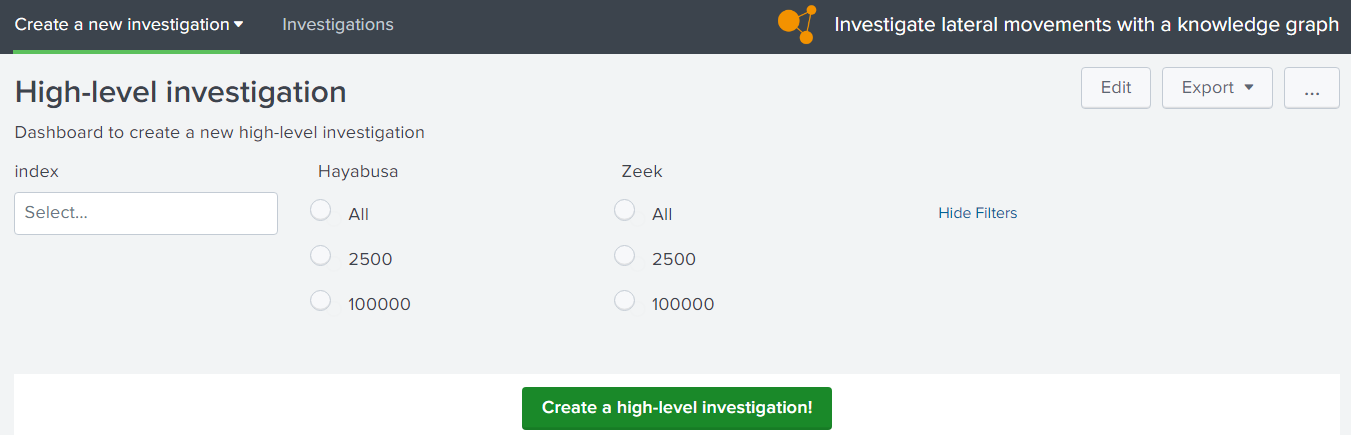 Create a new investigation Investigations Investigate lateral movements with a knowledge graph
High-level investigation Edit Export ...
Dashboard to create a new high-level investigation
index Hayabusa Zeek
Select... All All Hide Filters
2500 2500
100000 100000
Create a high-level investigation!